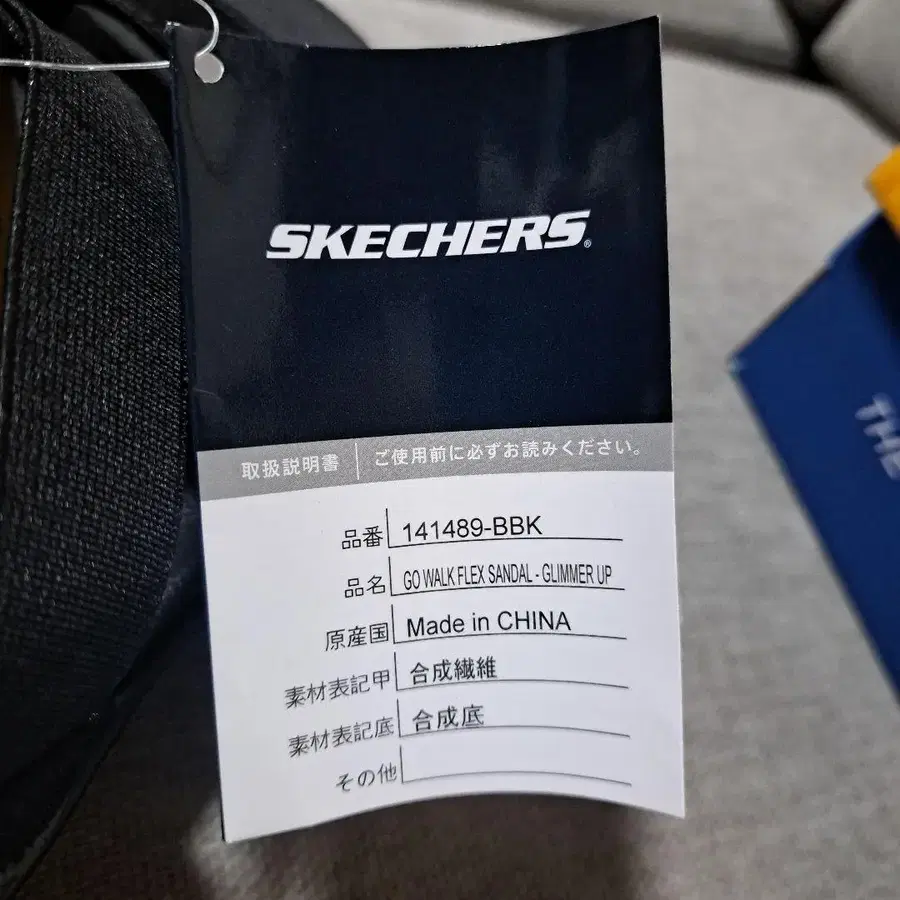 SKECHERS®
取扱説明書 ご使用前に必ずお読みください。
品番 141489-BBK
品名 GO WALK FLEX SANDAL - GLIMMER UP
原産国 Made in CHINA
素材表記甲 合成繊維
素材表記底 合成底
その他
THE